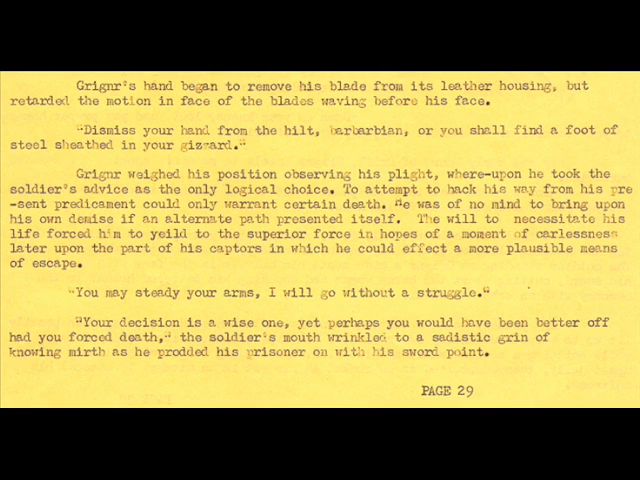 Grignr's hand began to remove his blade from its leather housing, but
retarded the motion in face of the blades waving before his face.
"Dismiss your hand from the hilt, barbarbian, or you shall find a foot of
steel sheathed in your gizzard."
Grignr weighed his position observing his plight, where-upon he took the
soldier's advice as the only logical choice. To attempt to hack his way from his pre
-sent predicament could only warrant certain death. He was of no mind to bring upon
his own demise if an alternate path presented itself. The will to necessitate his
life forced him to yeild to the superior force in hopes of a moment of carlessness
later upon the part of his captors in which he could effect a more plausible means
of escape.
"You may steady your arms, I will go without a struggle."
"Your decision is a wise one, yet perhaps you would have been better off
had you forced death," the soldier's mouth wrinkled to a sadistic grin of
knowing mirth as he prodded his prisoner on with his sword point.
PAGE 29